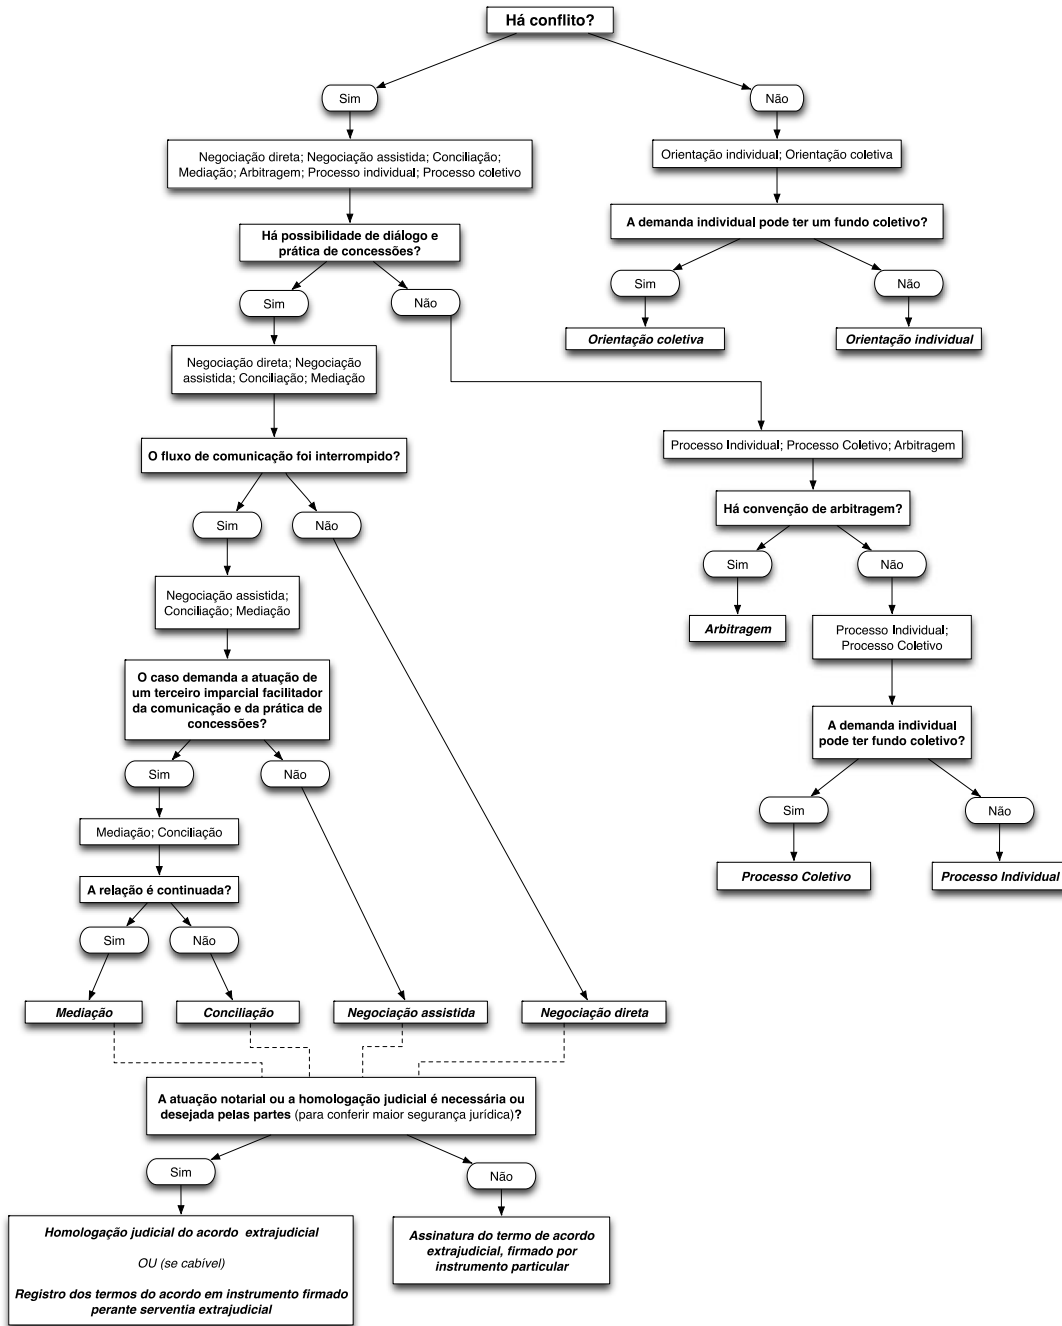 Há conflito?
Sim
Não
Negociação direta; Negociação assistida; Conciliação;
Mediação; Arbitragem; Processo individual; Processo coletivo
Orientação individual; Orientação coletiva
Há possibilidade de diálogo e
prática de concessões?
A demanda individual pode ter um fundo coletivo?
Sim
Não
Sim
Não
Orientação coletiva
Orientação individual
Negociação direta; Negociação
assistida; Conciliação; Mediação
O fluxo de comunicação foi interrompido?
Processo Individual; Processo Coletivo; Arbitragem
Sim
Não
Há convenção de arbitragem?
Sim
Não
Negociação assistida;
Conciliação; Mediação
Arbitragem
Processo Individual;
Processo Coletivo
O caso demanda a atuação de
um terceiro imparcial facilitador
da comunicação e da prática de
concessões?
A demanda individual
pode ter fundo coletivo?
Sim
Não
Sim
Não
Mediação; Conciliação
Processo Coletivo
Processo Individual
A relação é continuada?
Sim
Não
Mediação
Conciliação
Negociação assistida
Negociação direta
A atuação notarial ou a homologação judicial é necessária ou
desejada pelas partes (para conferir maior segurança jurídica)?
Sim
Não
Homologação judicial do acordo extrajudicial
OU (se cabível)
Registro dos termos do acordo em instrumento firmado
perante serventia extrajudicial
Assinatura do termo de acordo
extrajudicial, firmado por
instrumento particular